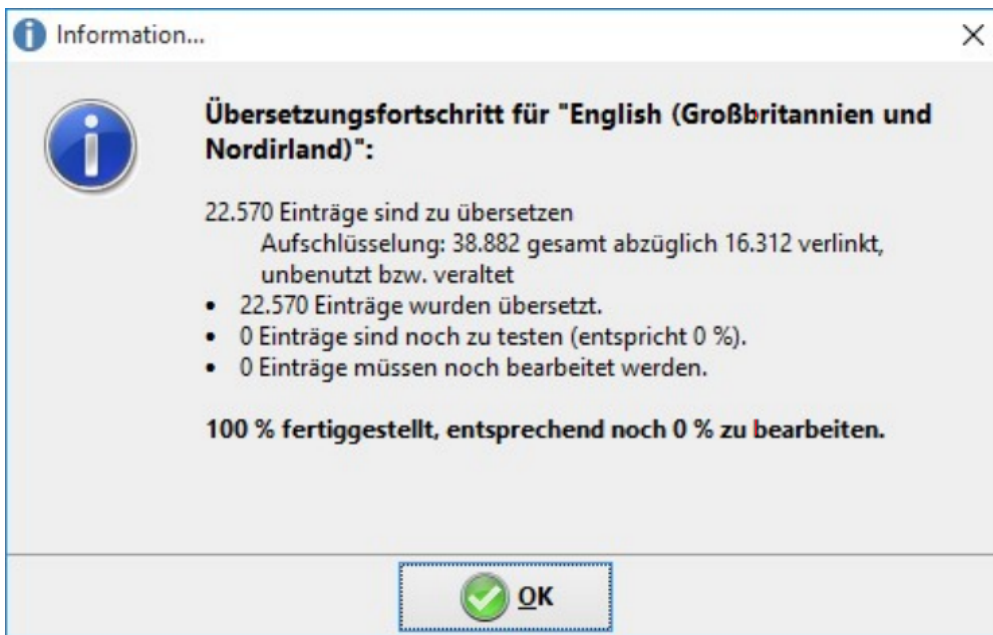 Information...
Übersetzungsfortschritt für "English (Großbritannien und
Nordirland)":
22.570 Einträge sind zu übersetzen
Aufschlüsselung: 38.882 gesamt abzüglich 16.312 verlinkt,
unbenutzt bzw. veraltet
• 22.570 Einträge wurden übersetzt.
• 0 Einträge sind noch zu testen (entspricht 0 %).
• 0 Einträge müssen noch bearbeitet werden.
100 % fertiggestellt, entsprechend noch 0 % zu bearbeiten.
OK